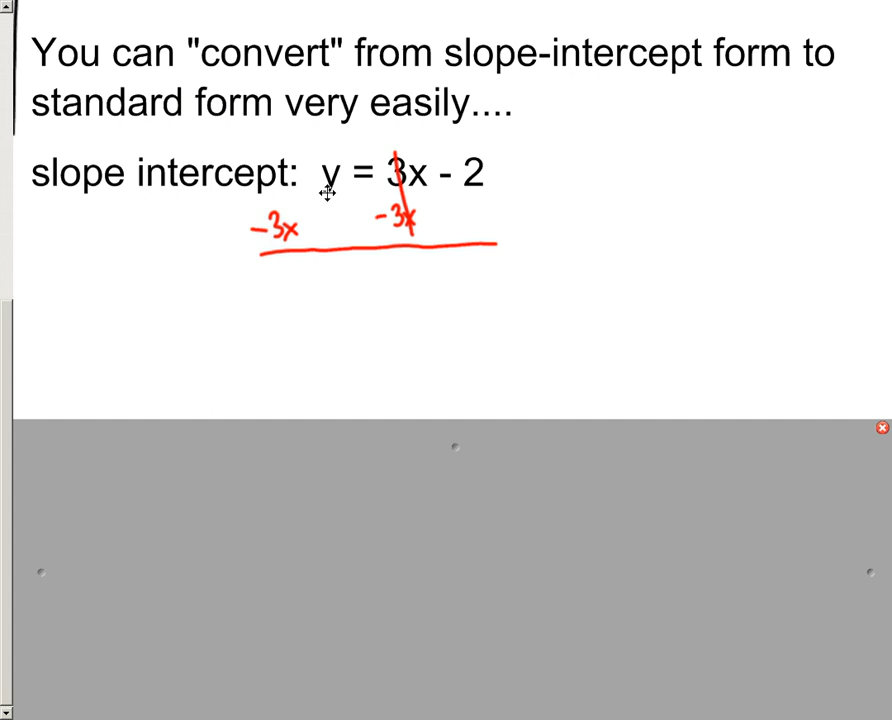 You can "convert" from slope-intercept form to
standard form very easily....
slope intercept: y = 3x - 2
-3x -3x